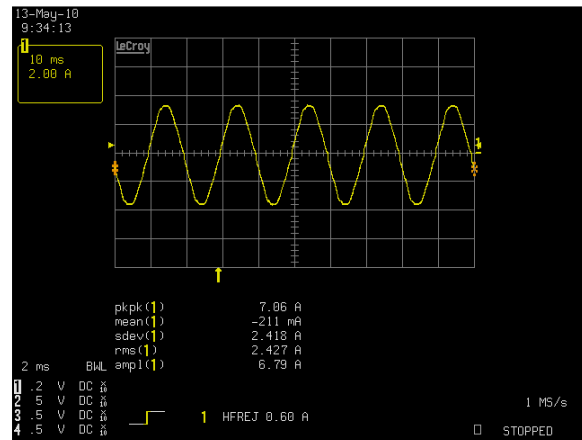 13-May-10
9:34:13
1
LeCroy
10 ms
2.00 A
1
pkpk(1) 7.06 A
mean(1) -211 mA
sdev(1) 2.418 A
rms(1) 2.427 A
ampl(1) 6.79 A
2 ms BWL
1 .2 V DC X10
2 5 V DC X10
3 .5 V DC X10
4 .5 V DC X10
1 HFREJ 0.60 A
1 MS/s
STOPPED